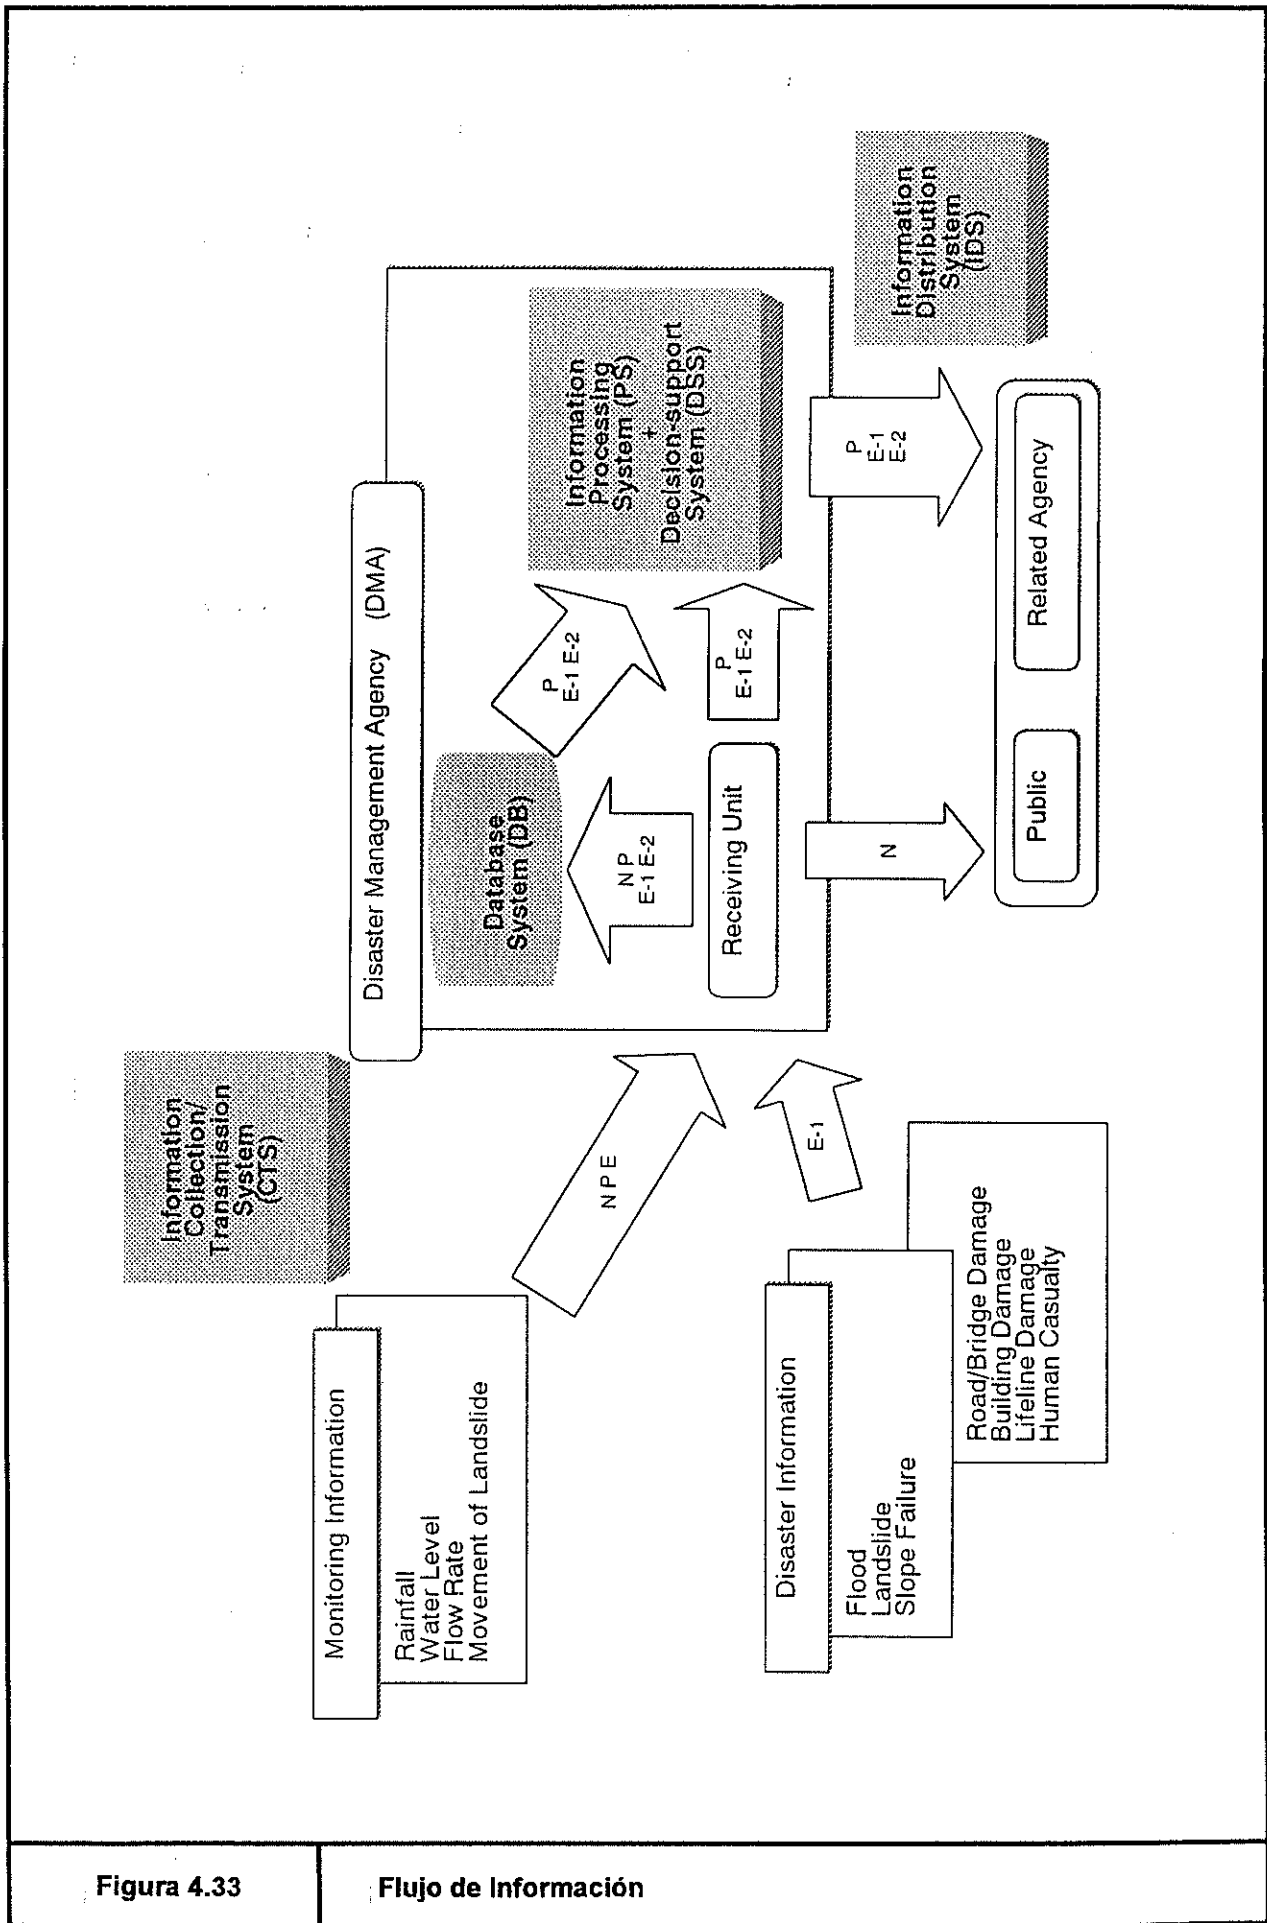 Information
Collection/
Transmission
System
(CTS)
Monitoring Information
Rainfall
Water Level
Flow Rate
Movement of Landslide
N P E
Disaster Information
Flood
Landslide
Slope Failure
Road/Bridge Damage
Building Damage
Lifeline Damage
Human Casualty
E-1
Disaster Management Agency (DMA)
Database
System (DB)
N P
E-1 E-2
Receiving Unit
P
E-1 E-2
P
E-1 E-2
Information
Processing
System (PS)
+
Decision-support
System (DSS)
N
P
E-1
E-2
Public
Related Agency
Information
Distribution
System
(IDS)
Figura 4.33
Flujo de Información